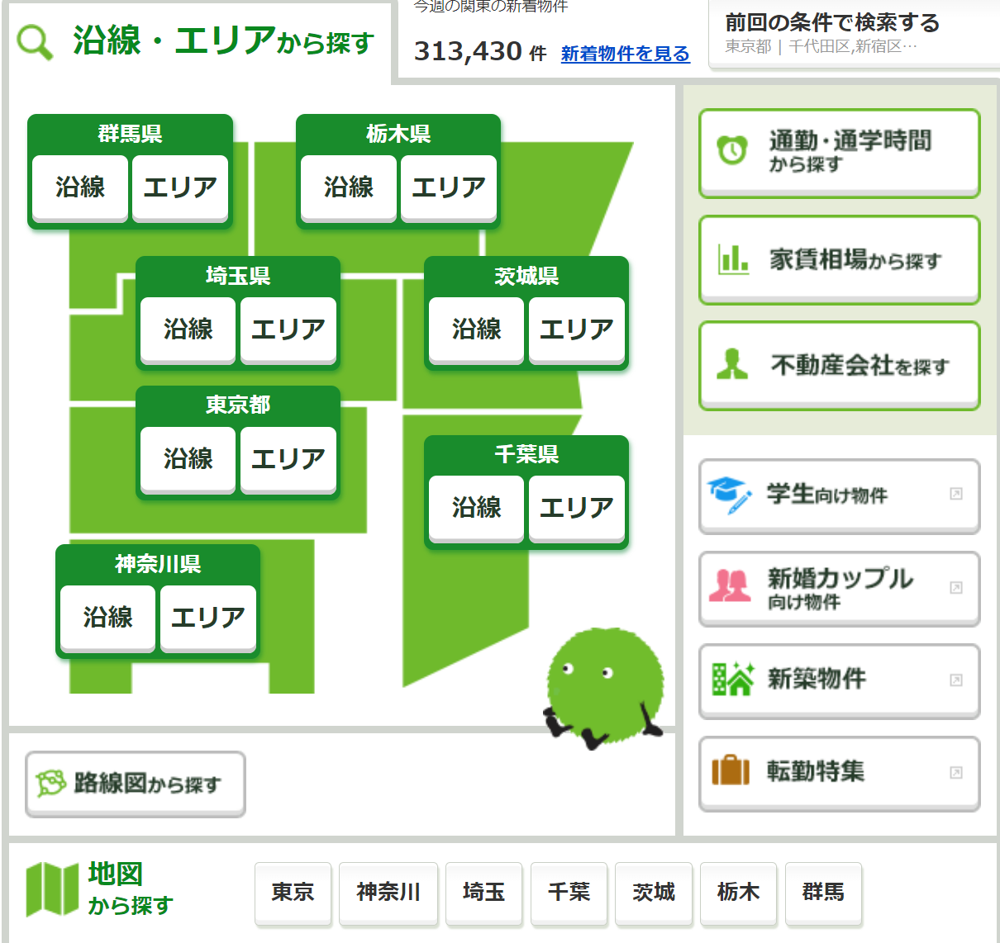 沿線・エリアから探す
今週の関東の新着物件
313,430 件 新着物件を見る
前回の条件で検索する
東京都｜千代田区,新宿区…
群馬県
沿線 エリア
栃木県
沿線 エリア
埼玉県
沿線 エリア
茨城県
沿線 エリア
東京都
沿線 エリア
千葉県
沿線 エリア
神奈川県
沿線 エリア
路線図から探す
通勤・通学時間
から探す
家賃相場から探す
不動産会社を探す
学生向け物件
新婚カップル
向け物件
新築物件
転勤特集
地図
から探す
東京 神奈川 埼玉 千葉 茨城 栃木 群馬